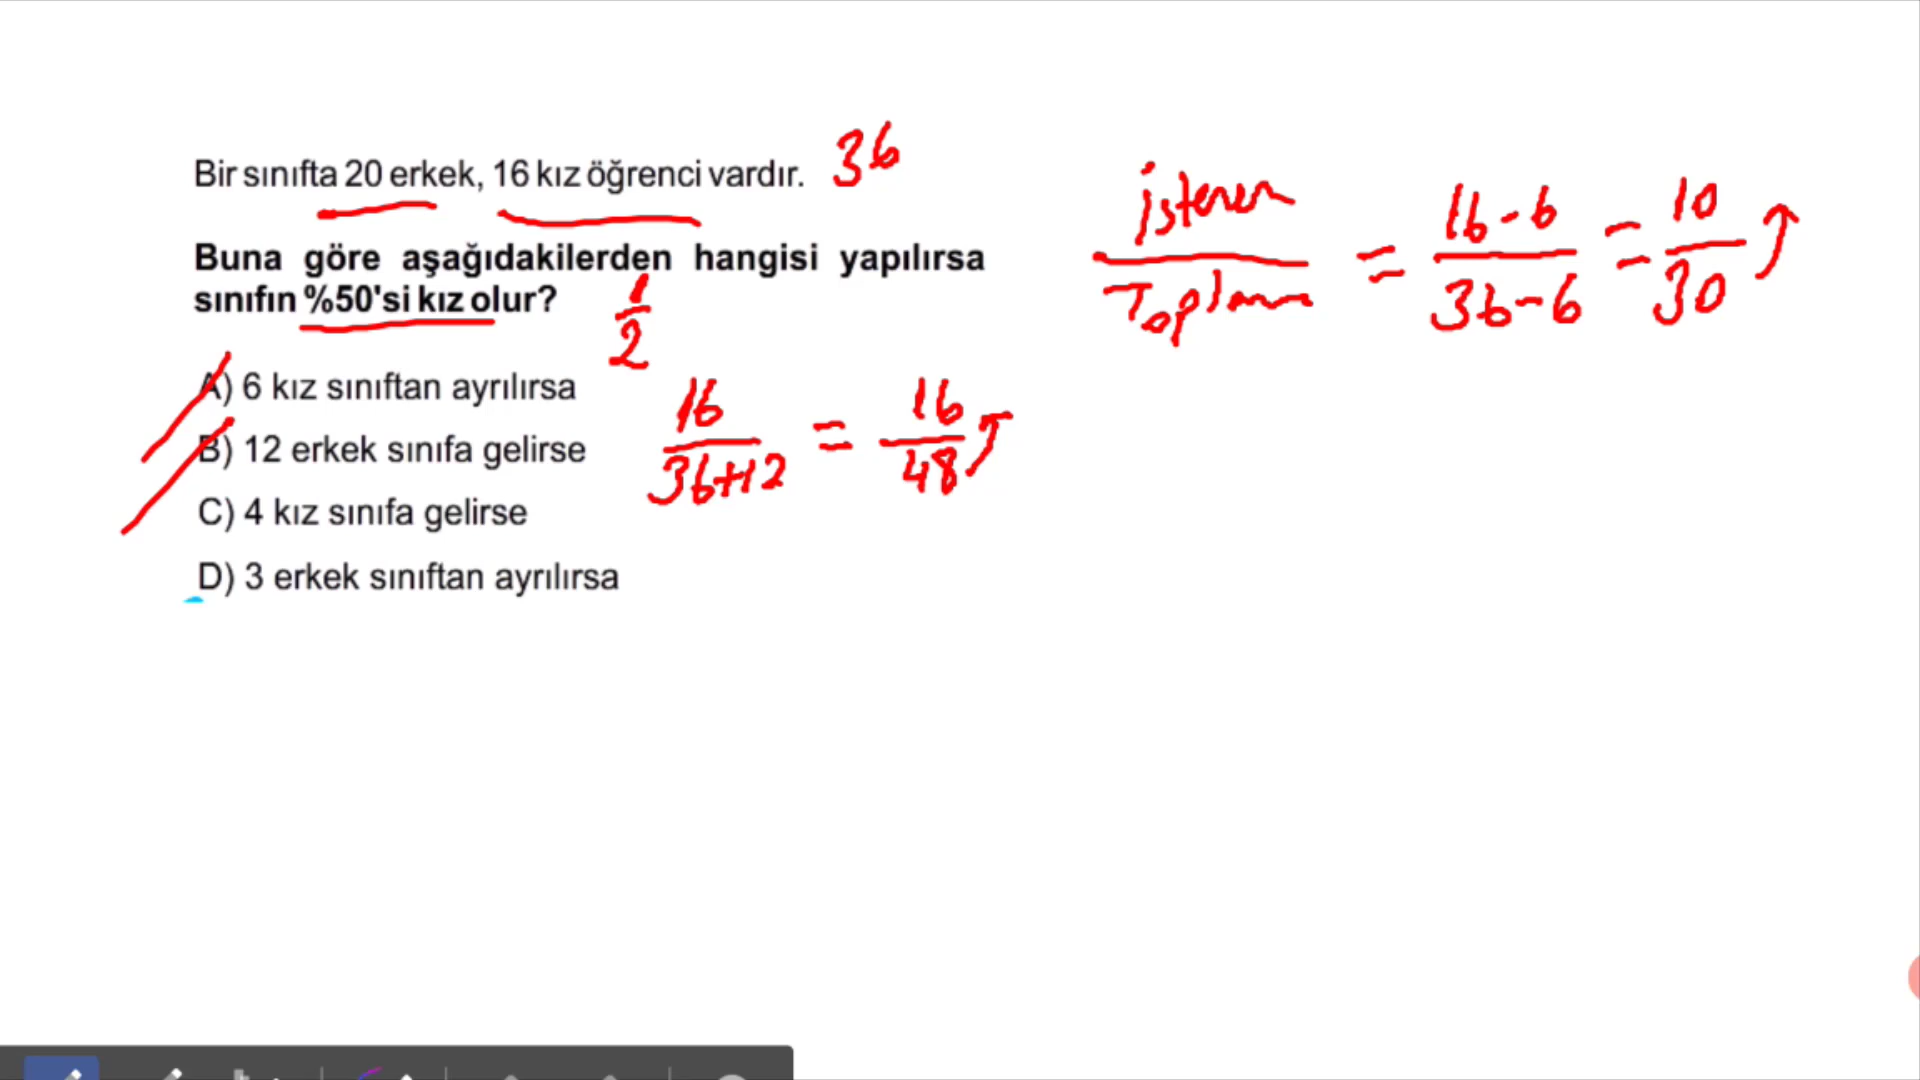 Bir sınıfta 20 erkek, 16 kız öğrenci vardır. 36
Buna göre aşağıdakilerden hangisi yapılırsa
sınıfın %50'si kız olur? 1/2
A) 6 kız sınıftan ayrılırsa
B) 12 erkek sınıfa gelirse
C) 4 kız sınıfa gelirse
D) 3 erkek sınıftan ayrılırsa
16/36+12 = 16/48
istenen/Toplam = 16-6/36-6 = 10/30